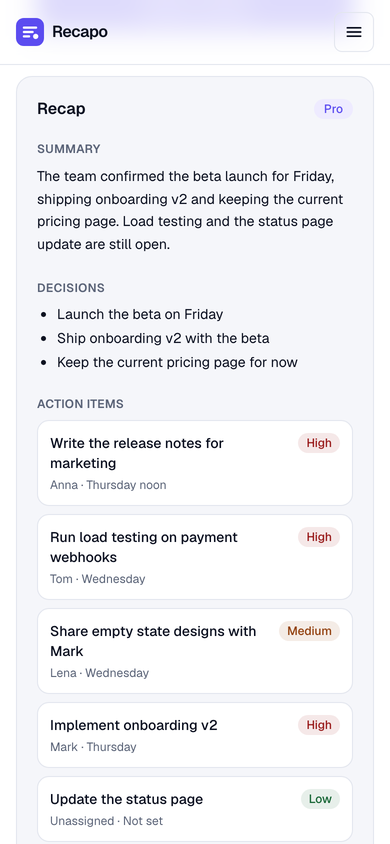 Recapo
Recap
Pro
SUMMARY
The team confirmed the beta launch for Friday,
shipping onboarding v2 and keeping the current
pricing page. Load testing and the status page
update are still open.
DECISIONS
• Launch the beta on Friday
• Ship onboarding v2 with the beta
• Keep the current pricing page for now
ACTION ITEMS
Write the release notes for
marketing
High
Anna · Thursday noon
Run load testing on payment
webhooks
High
Tom · Wednesday
Share empty state designs with
Mark
Medium
Lena · Wednesday
Implement onboarding v2
High
Mark · Thursday
Update the status page
Low
Unassigned · Not set